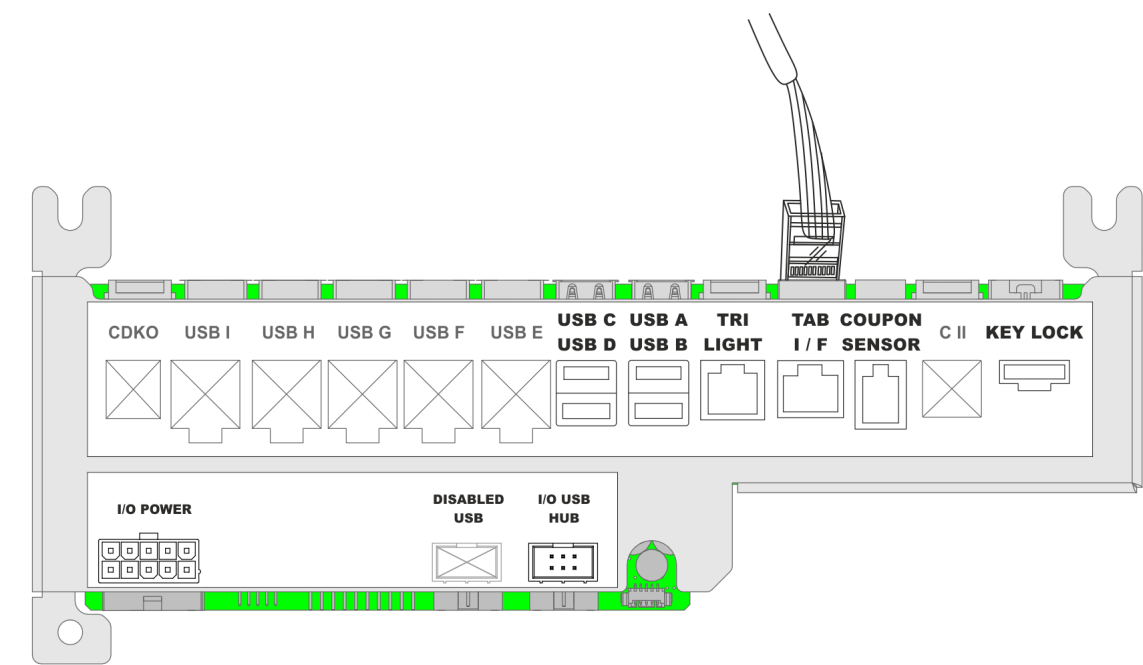 CDKO
USB I
USB H
USB G
USB F
USB E
USB C
USB D
USB A
USB B
TRI
LIGHT
TAB
I / F
COUPON
SENSOR
C II
KEY LOCK
I/O POWER
DISABLED
USB
I/O USB
HUB